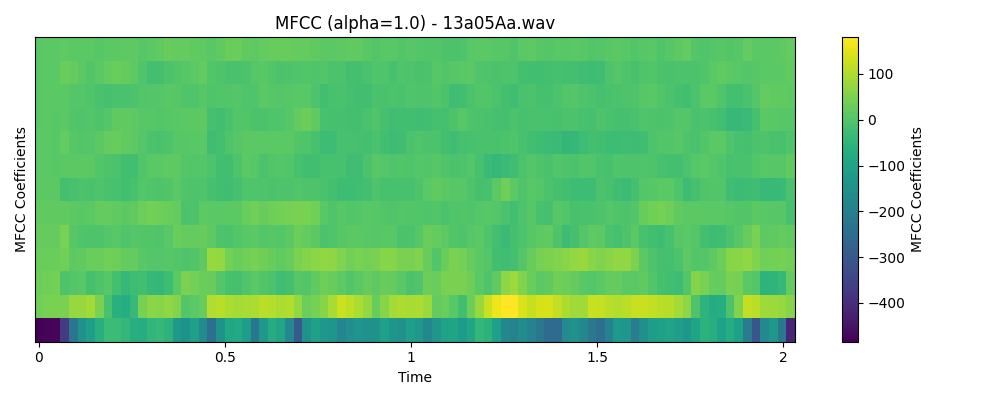 MFCC (alpha=1.0) - 13a05Aa.wav
MFCC Coefficients
0
0.5
1
1.5
2
Time
100
0
−100
−200
−300
−400
MFCC Coefficients